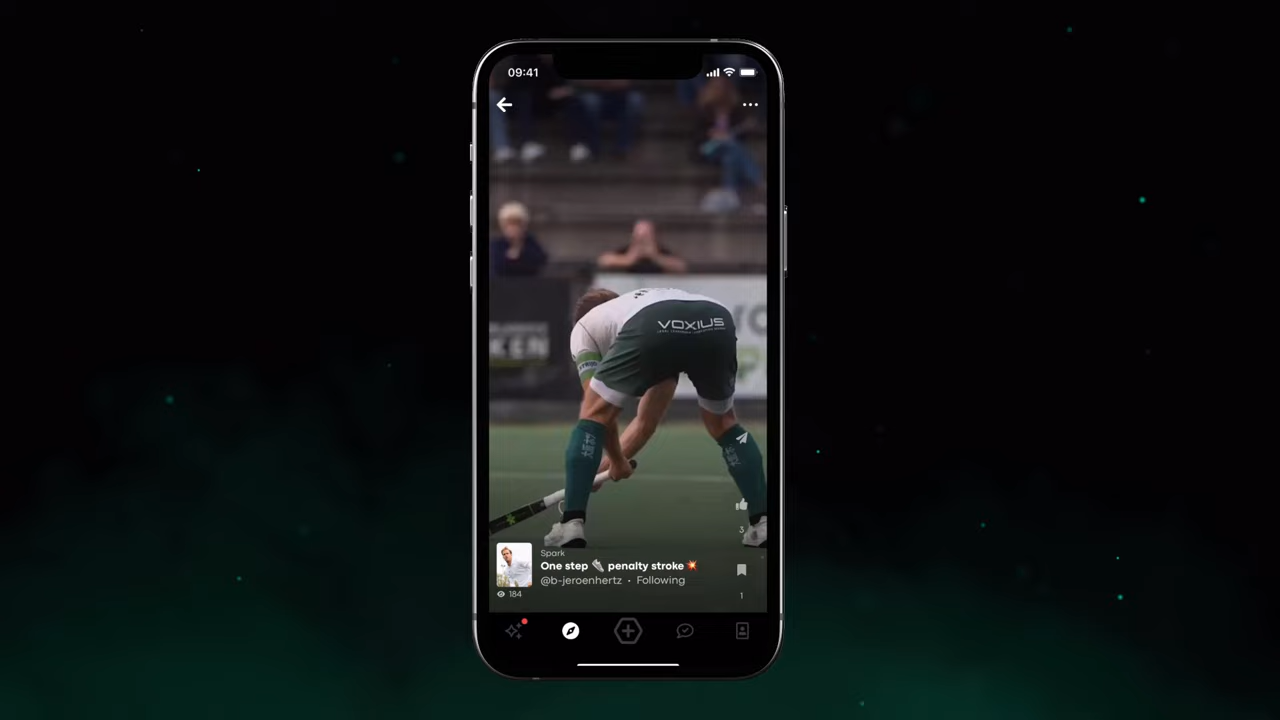 09:41
VOXIUS
KEN
Spark
One step 👟 penalty stroke 💥
@b-jeroenhertz • Following
184
3
1